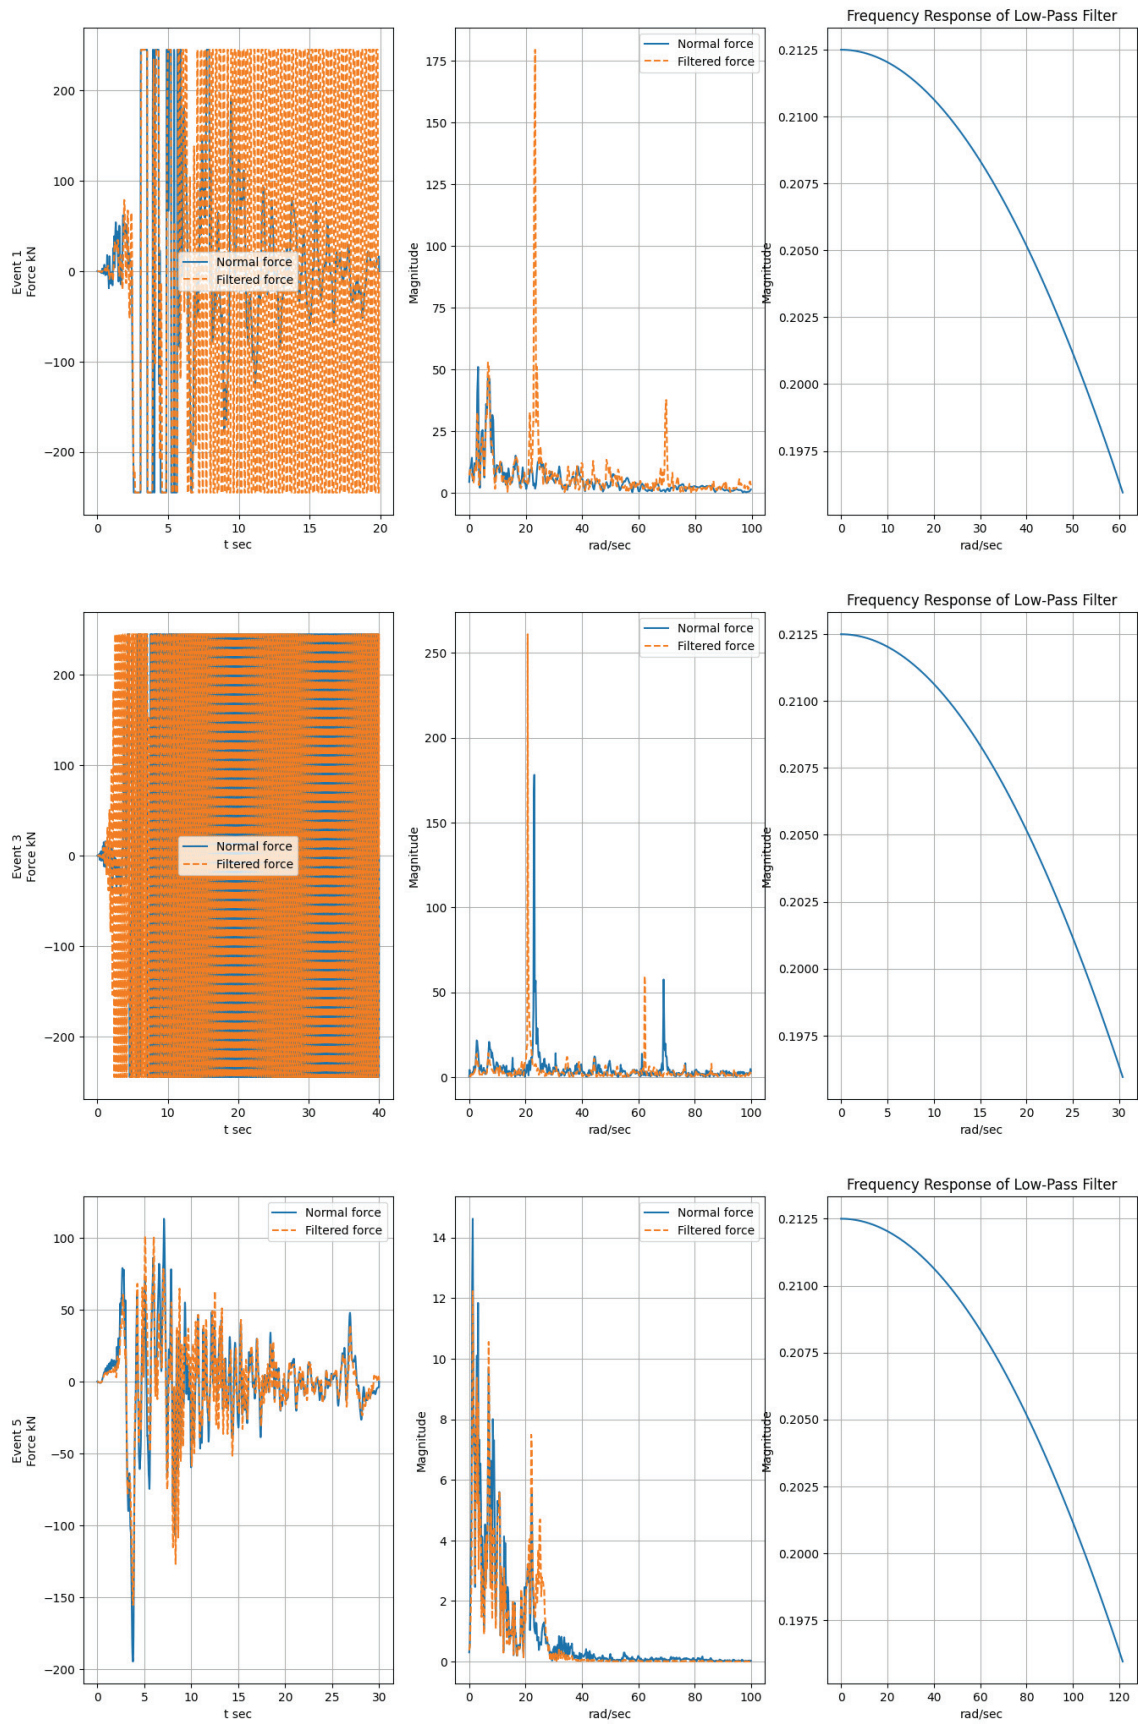 Frequency Response of Low-Pass Filter
Event 1
Force kN
200
100
0
−100
−200
0 5 10 15 20
t sec
Normal force
Filtered force
Magnitude
175
150
125
100
75
50
25
0
0 20 40 60 80 100
rad/sec
Normal force
Filtered force
Magnitude
0.2125
0.2100
0.2075
0.2050
0.2025
0.2000
0.1975
0 10 20 30 40 50 60
rad/sec
Frequency Response of Low-Pass Filter
Event 3
Force kN
200
100
0
−100
−200
0 10 20 30 40
t sec
Normal force
Filtered force
Magnitude
250
200
150
100
50
0
0 20 40 60 80 100
rad/sec
Normal force
Filtered force
Magnitude
0.2125
0.2100
0.2075
0.2050
0.2025
0.2000
0.1975
0 5 10 15 20 25 30
rad/sec
Frequency Response of Low-Pass Filter
Event 5
Force kN
100
50
0
−50
−100
−150
−200
0 5 10 15 20 25 30
t sec
Normal force
Filtered force
Magnitude
14
12
10
8
6
4
2
0
0 20 40 60 80 100
rad/sec
Normal force
Filtered force
Magnitude
0.2125
0.2100
0.2075
0.2050
0.2025
0.2000
0.1975
0 20 40 60 80 100 120
rad/sec